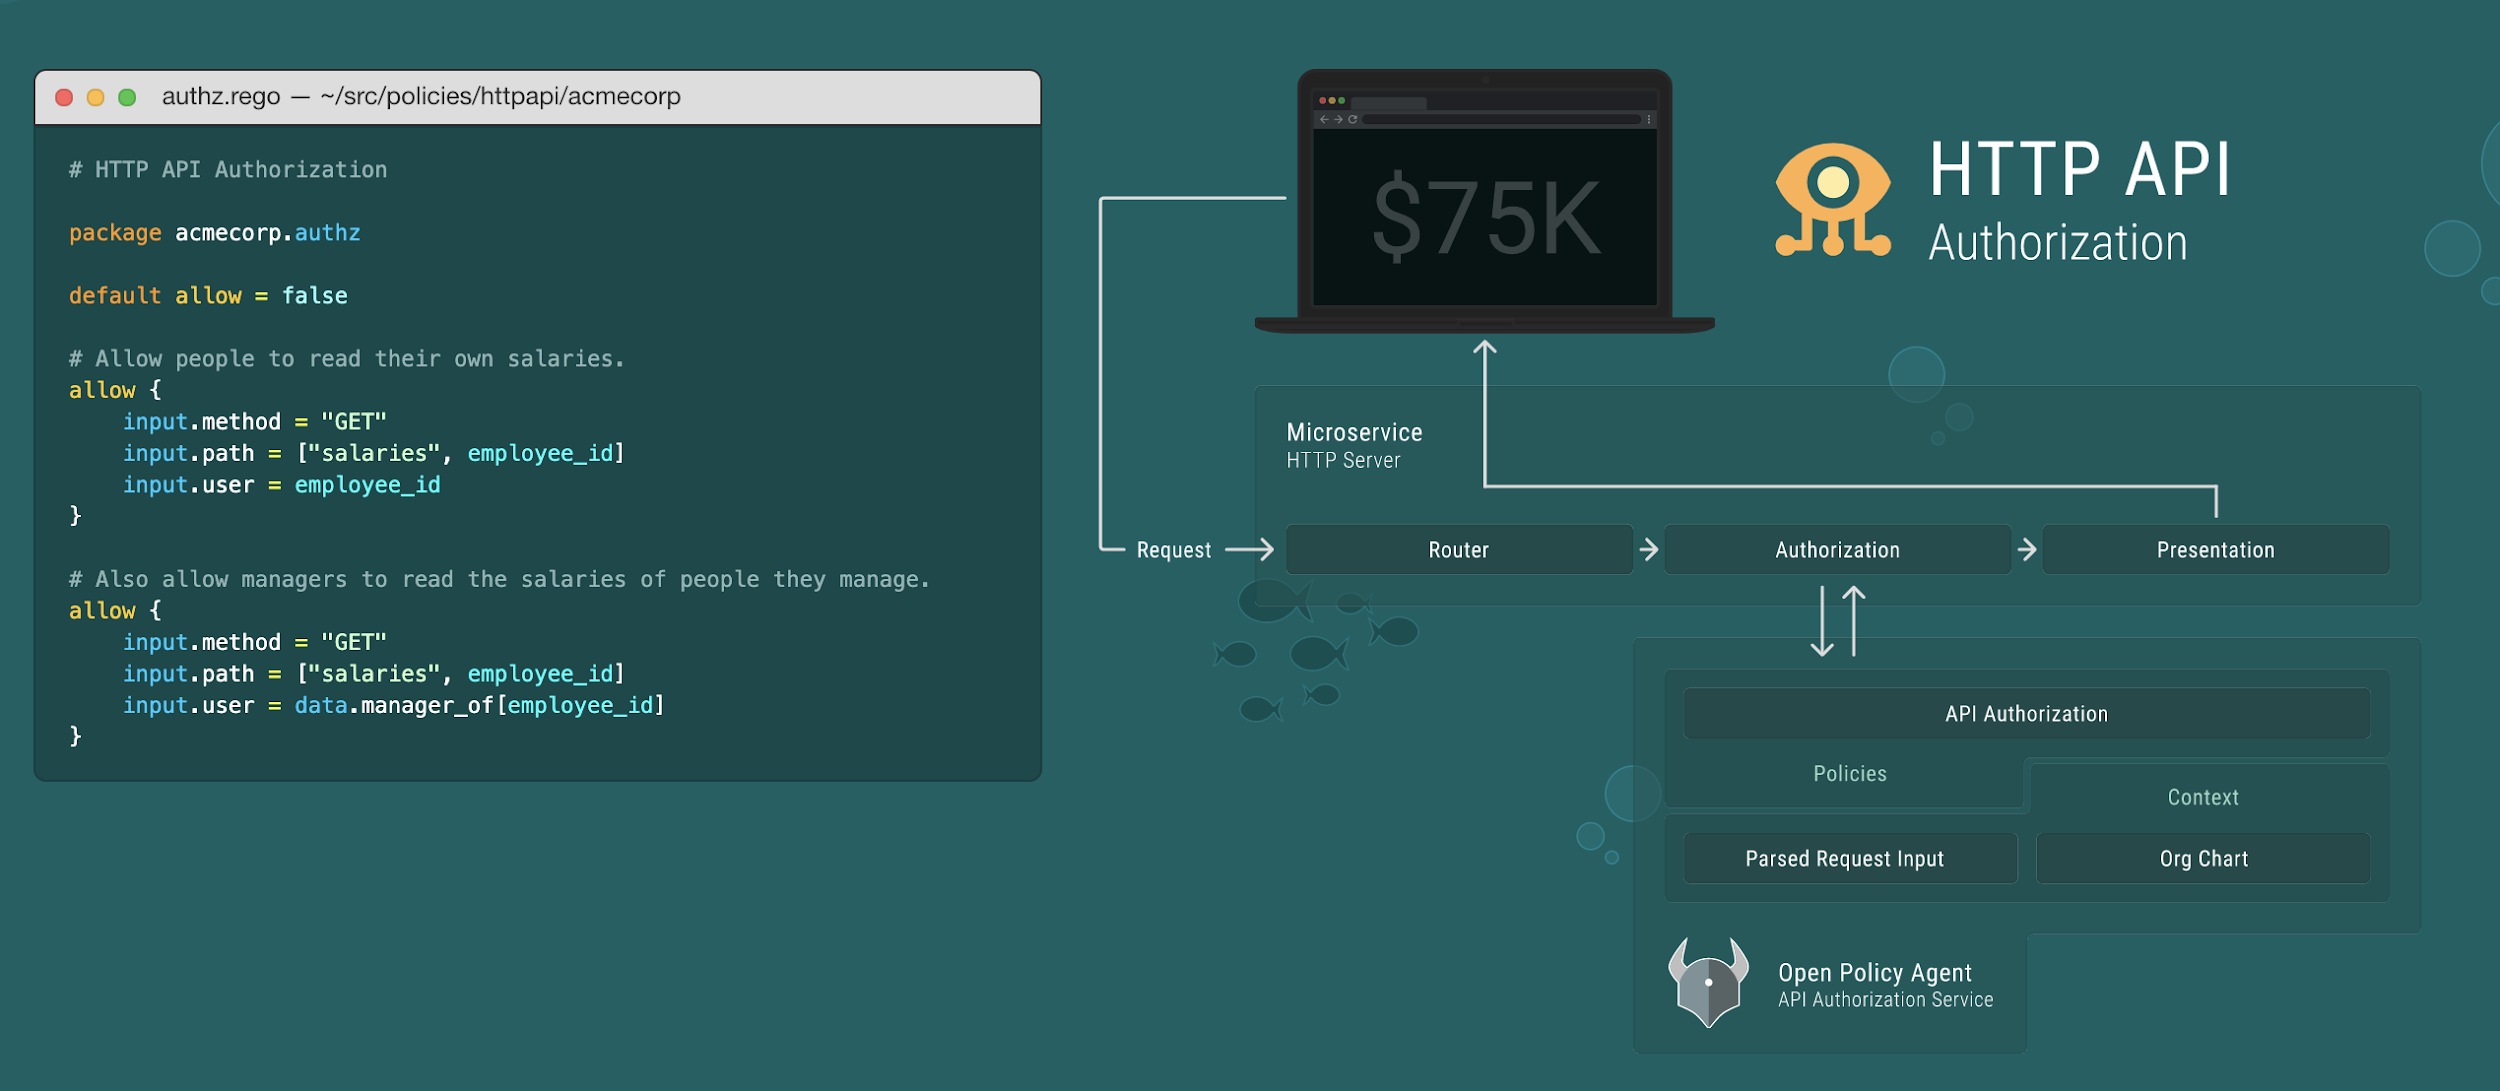 authz.rego — ~/src/policies/httpapi/acmecorp
# HTTP API Authorization
package acmecorp.authz
default allow = false
# Allow people to read their own salaries.
allow {
    input.method = "GET"
    input.path = ["salaries", employee_id]
    input.user = employee_id
}
# Also allow managers to read the salaries of people they manage.
allow {
    input.method = "GET"
    input.path = ["salaries", employee_id]
    input.user = data.manager_of[employee_id]
}
$75K
HTTP API
Authorization
Microservice
HTTP Server
Request
Router
Authorization
Presentation
API Authorization
Policies
Context
Parsed Request Input
Org Chart
Open Policy Agent
API Authorization Service